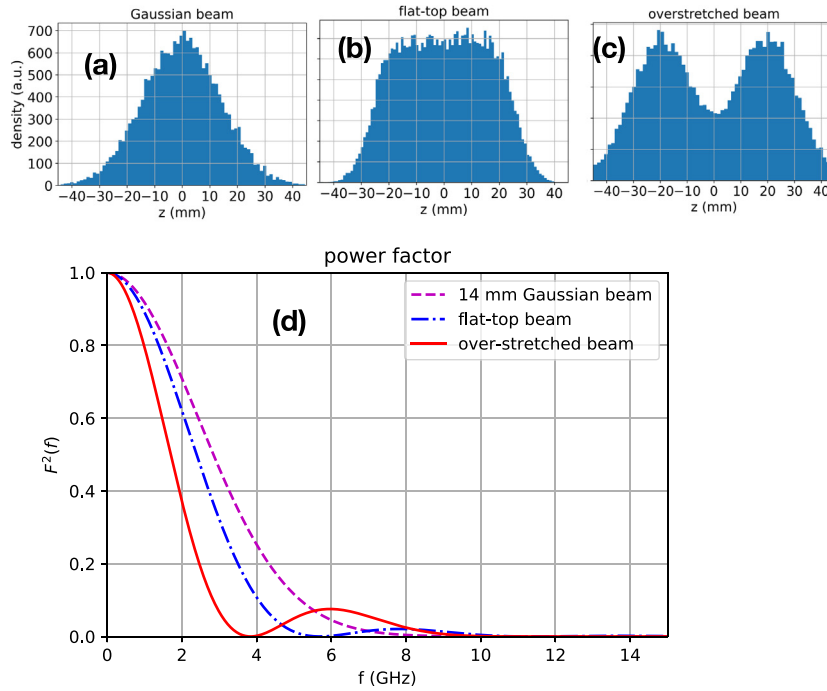 Gaussian beam
flat-top beam
overstretched beam
(a)
(b)
(c)
density (a.u.)
700
600
500
400
300
200
100
0
−40 −30 −20 −10 0 10 20 30 40
−40 −30 −20 −10 0 10 20 30 40
−40 −30 −20 −10 0 10 20 30 40
z (mm)
z (mm)
z (mm)
power factor
(d)
14 mm Gaussian beam
flat-top beam
over-stretched beam
F²(f)
1.0
0.8
0.6
0.4
0.2
0.0
0 2 4 6 8 10 12 14
f (GHz)